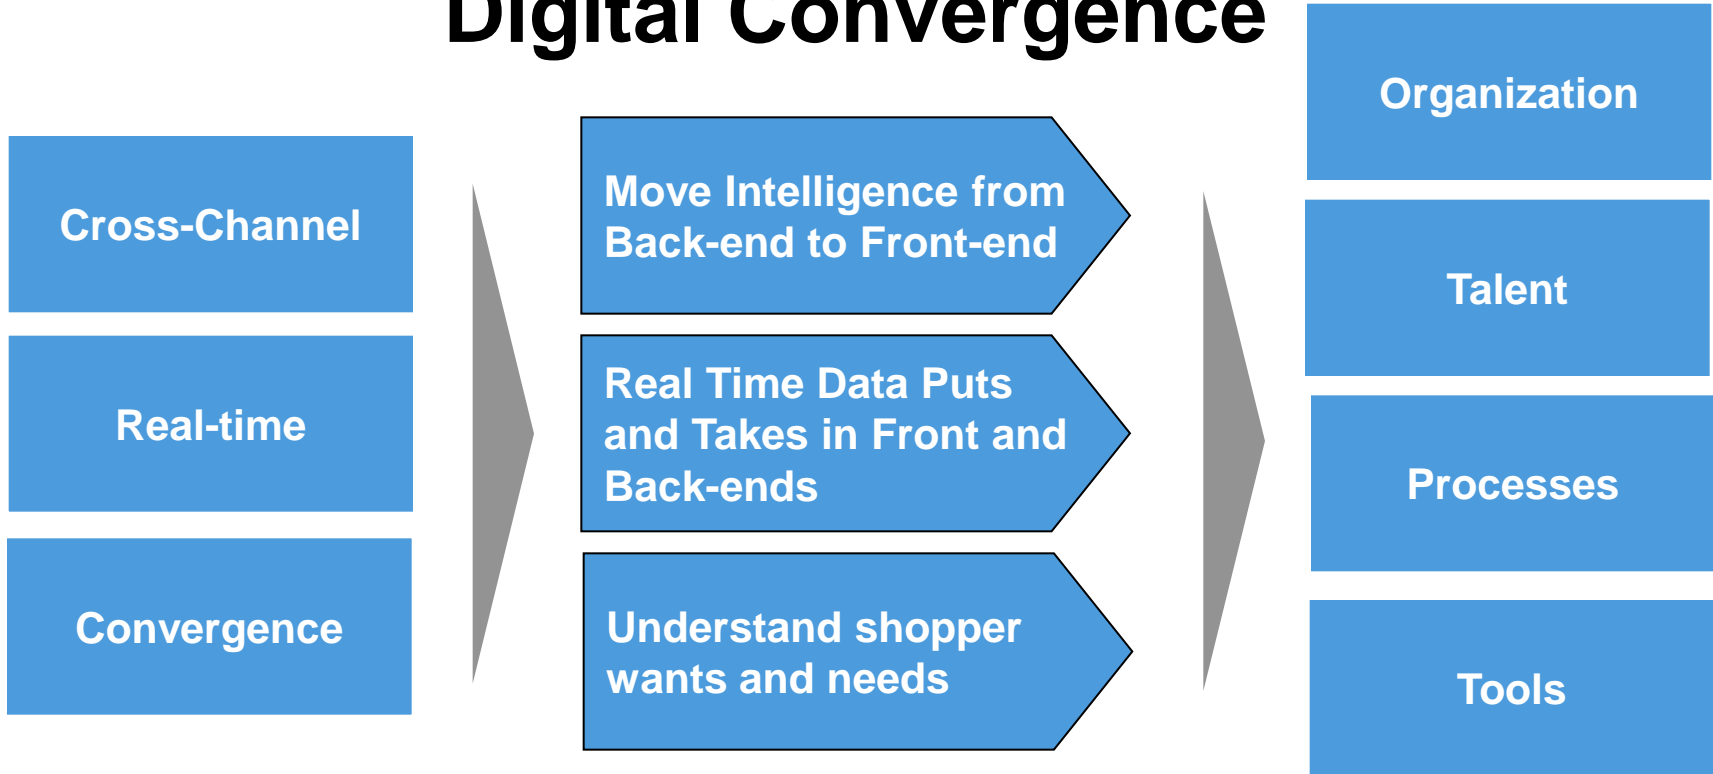 Digital Convergence
Cross-Channel
Real-time
Convergence
Move Intelligence from
Back-end to Front-end
Real Time Data Puts
and Takes in Front and
Back-ends
Understand shopper
wants and needs
Organization
Talent
Processes
Tools